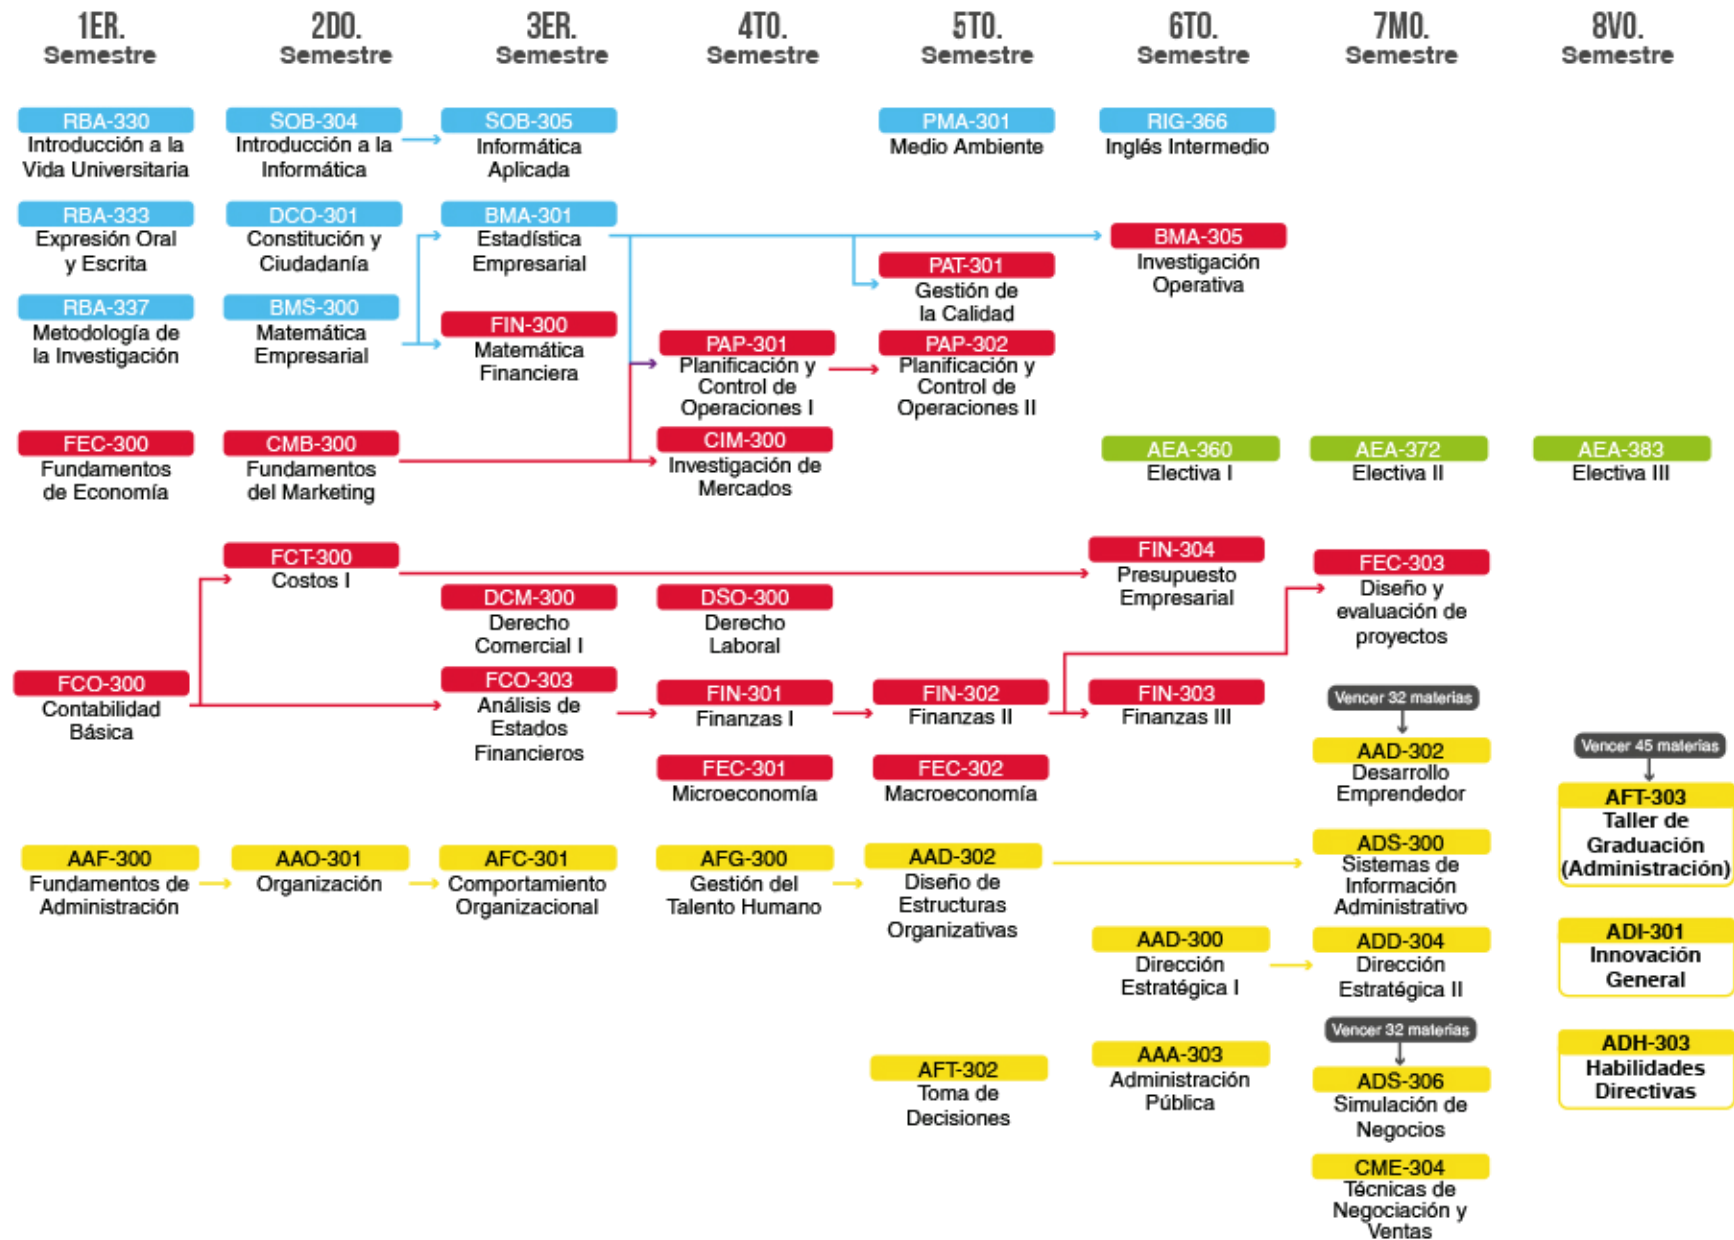 1ER.
Semestre
RBA-330
Introducción a la
Vida Universitaria
RBA-333
Expresión Oral
y Escrita
RBA-337
Metodología de
la Investigación
FEC-300
Fundamentos
de Economía
FCO-300
Contabilidad
Básica
AAF-300
Fundamentos de
Administración
2DO.
Semestre
SOB-304
Introducción a la
Informática
DCO-301
Constitución y
Ciudadanía
BMS-300
Matemática
Empresarial
CMB-300
Fundamentos
del Marketing
FCT-300
Costos I
AAO-301
Organización
3ER.
Semestre
SOB-305
Informática
Aplicada
BMA-301
Estadística
Empresarial
FIN-300
Matemática
Financiera
DCM-300
Derecho
Comercial I
FCO-303
Análisis de
Estados
Financieros
AFC-301
Comportamiento
Organizacional
4TO.
Semestre
PAP-301
Planificación y
Control de
Operaciones I
CIM-300
Investigación de
Mercados
DSO-300
Derecho
Laboral
FIN-301
Finanzas I
FEC-301
Microeconomía
AFG-300
Gestión del
Talento Humano
5TO.
Semestre
PMA-301
Medio Ambiente
PAT-301
Gestión de
la Calidad
PAP-302
Planificación y
Control de
Operaciones II
FIN-302
Finanzas II
FEC-302
Macroeconomía
AAD-302
Diseño de
Estructuras
Organizativas
AFT-302
Toma de
Decisiones
6TO.
Semestre
RIG-366
Inglés Intermedio
BMA-305
Investigación
Operativa
AEA-360
Electiva I
FIN-304
Presupuesto
Empresarial
FIN-303
Finanzas III
AAD-300
Dirección
Estratégica I
AAA-303
Administración
Pública
7MO.
Semestre
AEA-372
Electiva II
FEC-303
Diseño y
evaluación de
proyectos
Vencer 32 materias
AAD-302
Desarrollo
Emprendedor
ADS-300
Sistemas de
Información
Administrativo
ADD-304
Dirección
Estratégica II
Vencer 32 materias
ADS-306
Simulación de
Negocios
CME-304
Técnicas de
Negociación y
Ventas
8VO.
Semestre
AEA-383
Electiva III
Vencer 45 materias
AFT-303
Taller de
Graduación
(Administración)
ADI-301
Innovación
General
ADH-303
Habilidades
Directivas